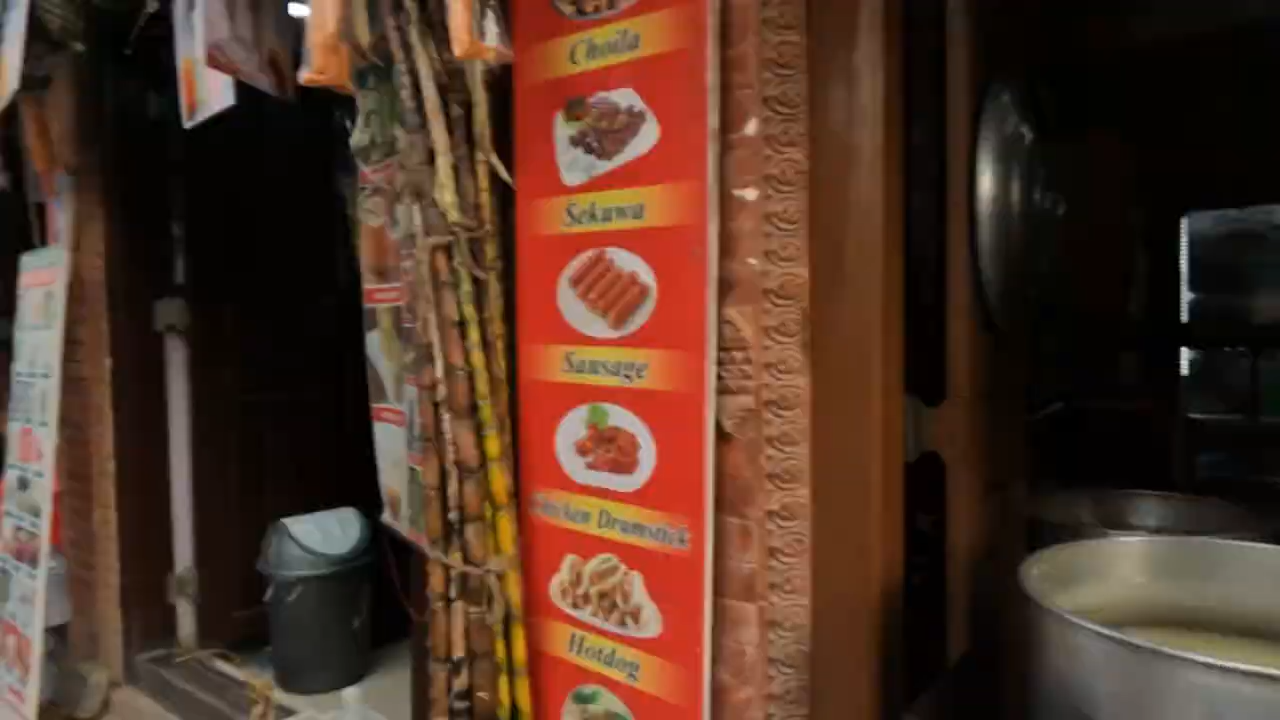 Choila
Sekuwa
Sausage
Chicken Drumstick
Hotdog